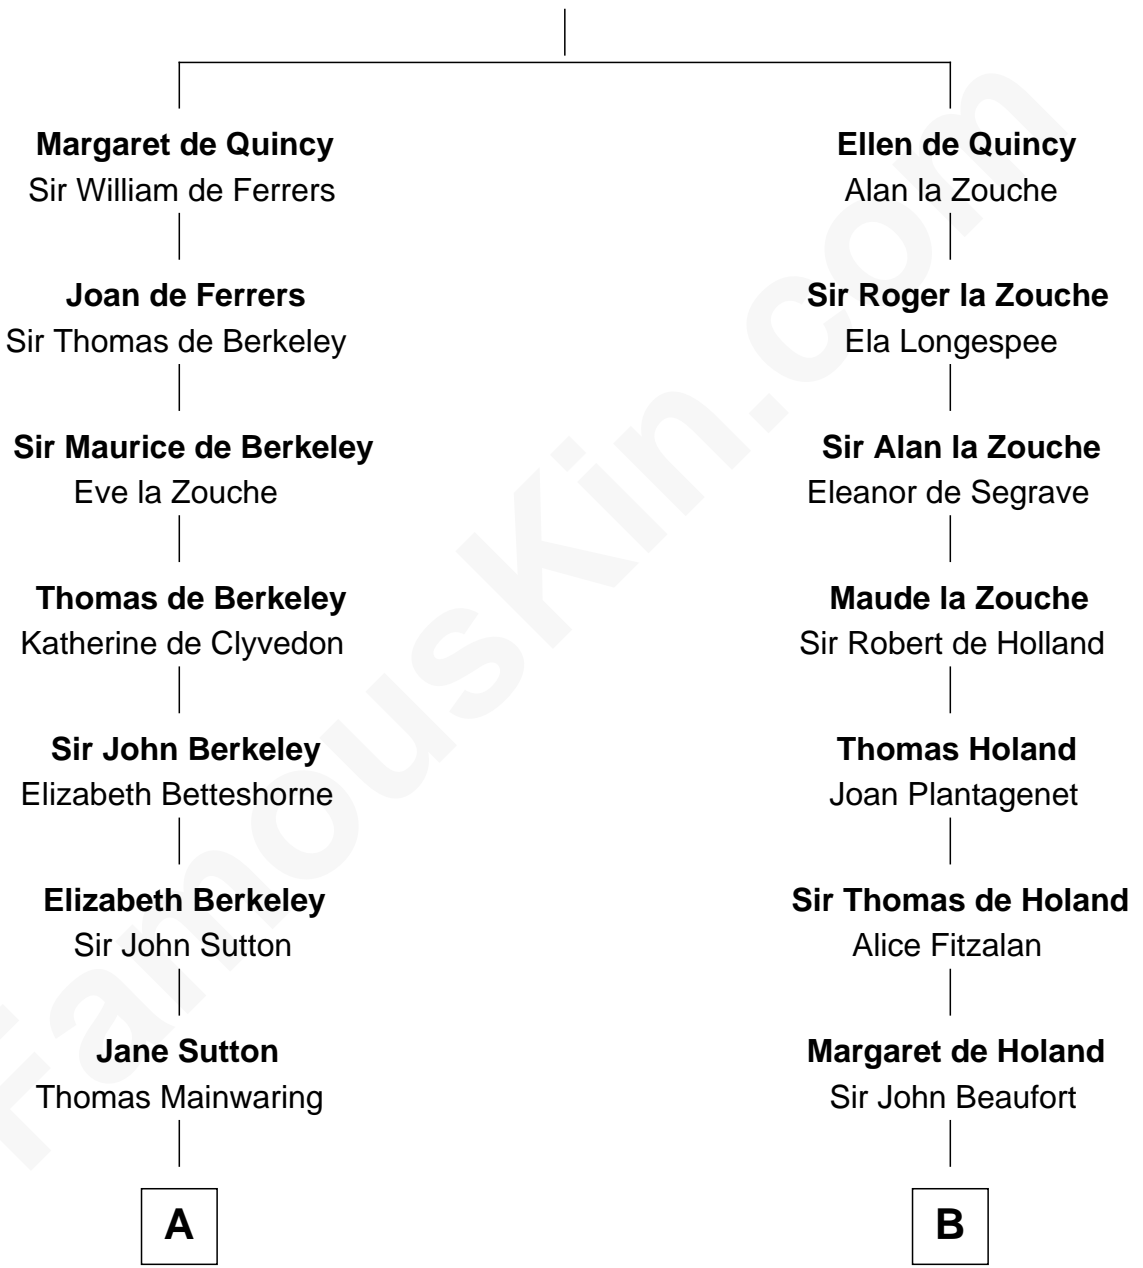 Margaret de Quincy
Sir William de Ferrers
Joan de Ferrers
Sir Thomas de Berkeley
Sir Maurice de Berkeley
Eve la Zouche
Thomas de Berkeley
Katherine de Clyvedon
Sir John Berkeley
Elizabeth Betteshorne
Elizabeth Berkeley
Sir John Sutton
Jane Sutton
Thomas Mainwaring
A
Ellen de Quincy
Alan la Zouche
Sir Roger la Zouche
Ela Longespee
Sir Alan la Zouche
Eleanor de Segrave
Maude la Zouche
Sir Robert de Holland
Thomas Holand
Joan Plantagenet
Sir Thomas de Holand
Alice Fitzalan
Margaret de Holand
Sir John Beaufort
B
FamousKin.com